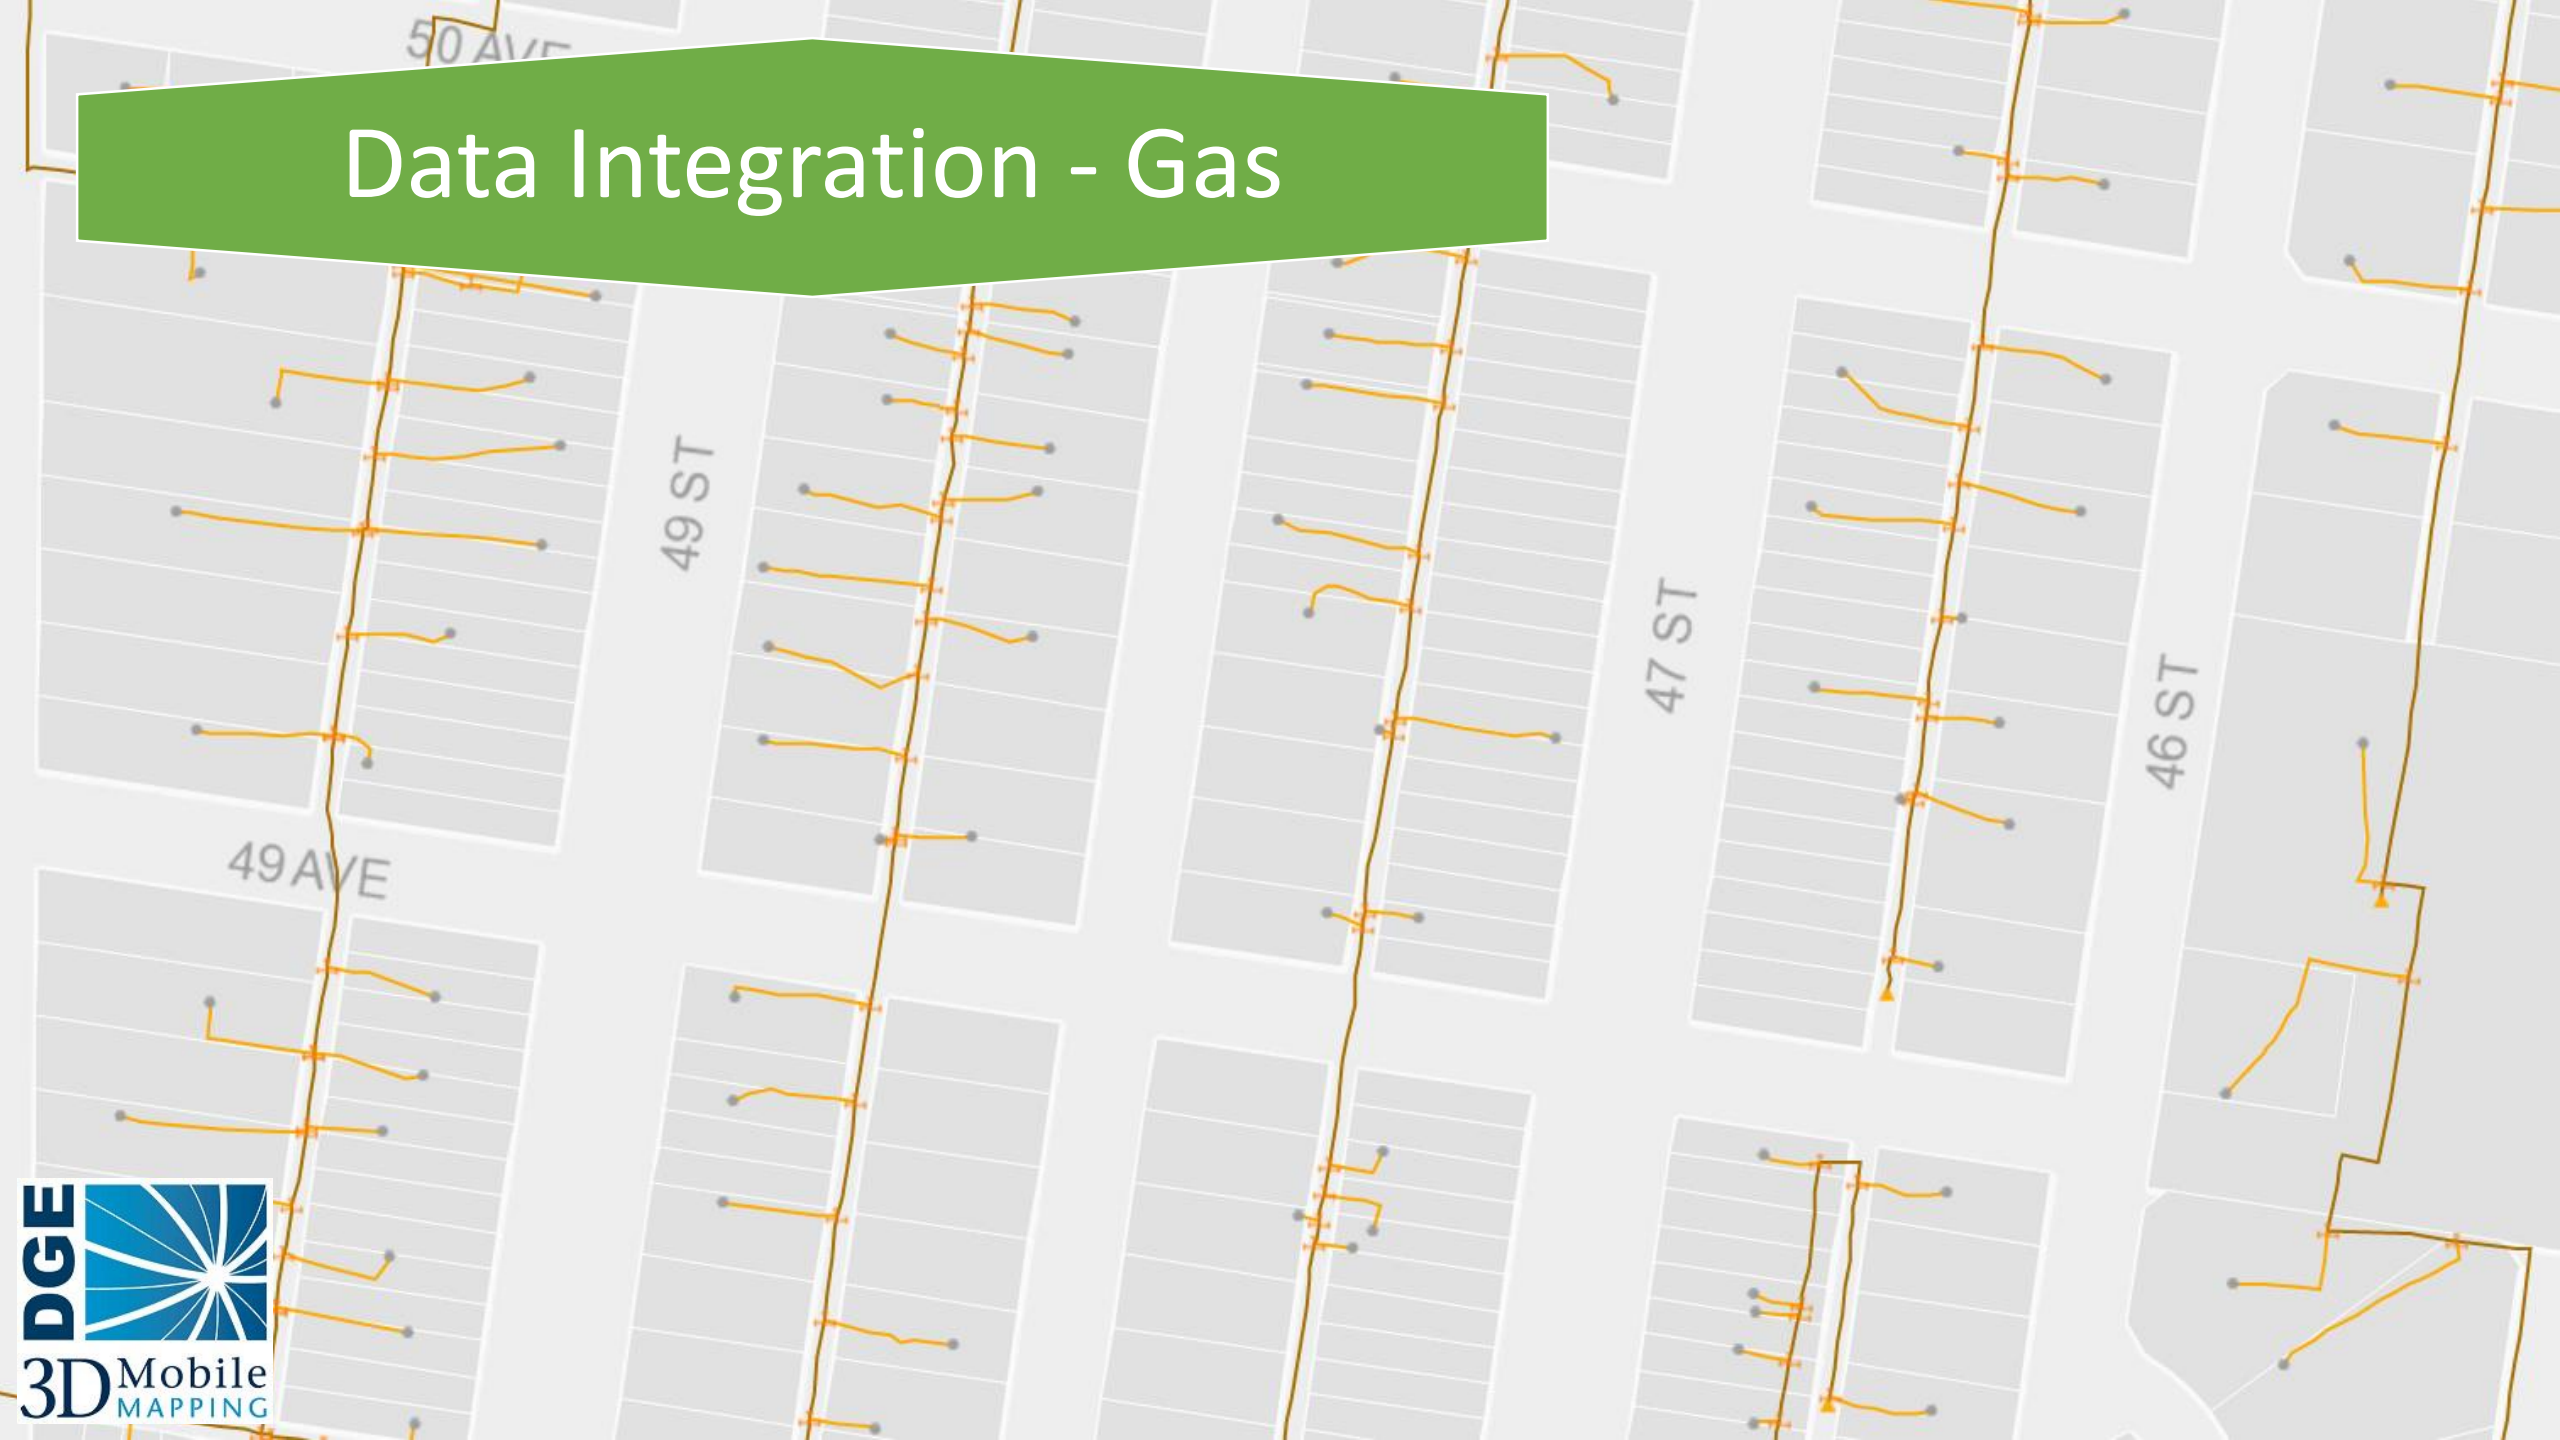 50 AVE
Data Integration - Gas
49 ST
47 ST
46 ST
49 AVE
DGE
3D Mobile
MAPPING